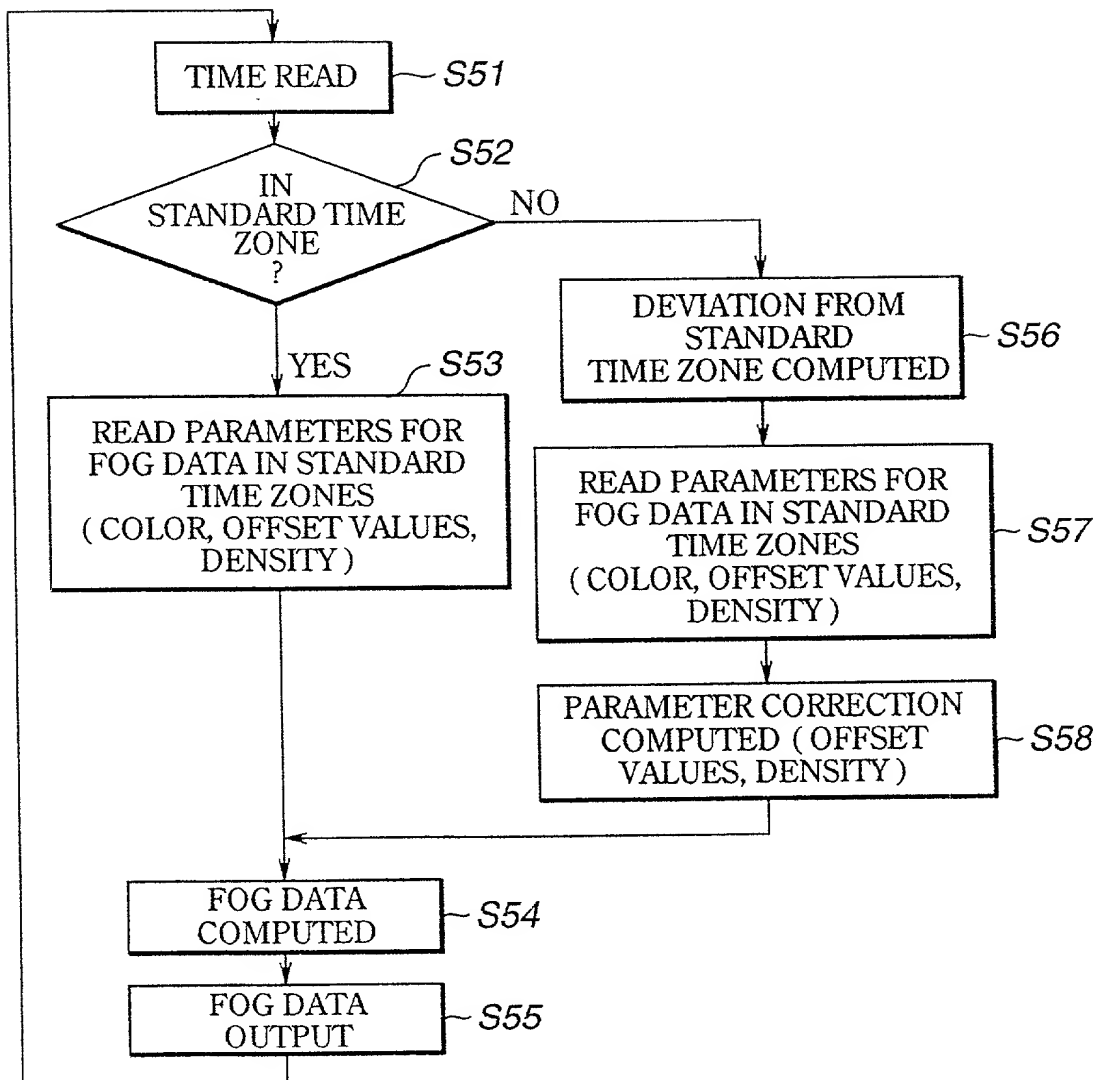 TIME READ
S51
S52
IN
STANDARD TIME
ZONE
?
NO
YES
DEVIATION FROM
STANDARD
TIME ZONE COMPUTED
S56
S53
READ PARAMETERS FOR
FOG DATA IN STANDARD
TIME ZONES
( COLOR, OFFSET VALUES,
DENSITY )
READ PARAMETERS FOR
FOG DATA IN STANDARD
TIME ZONES
( COLOR, OFFSET VALUES,
DENSITY )
S57
PARAMETER CORRECTION
COMPUTED ( OFFSET
VALUES, DENSITY )
S58
FOG DATA
COMPUTED
S54
FOG DATA
OUTPUT
S55